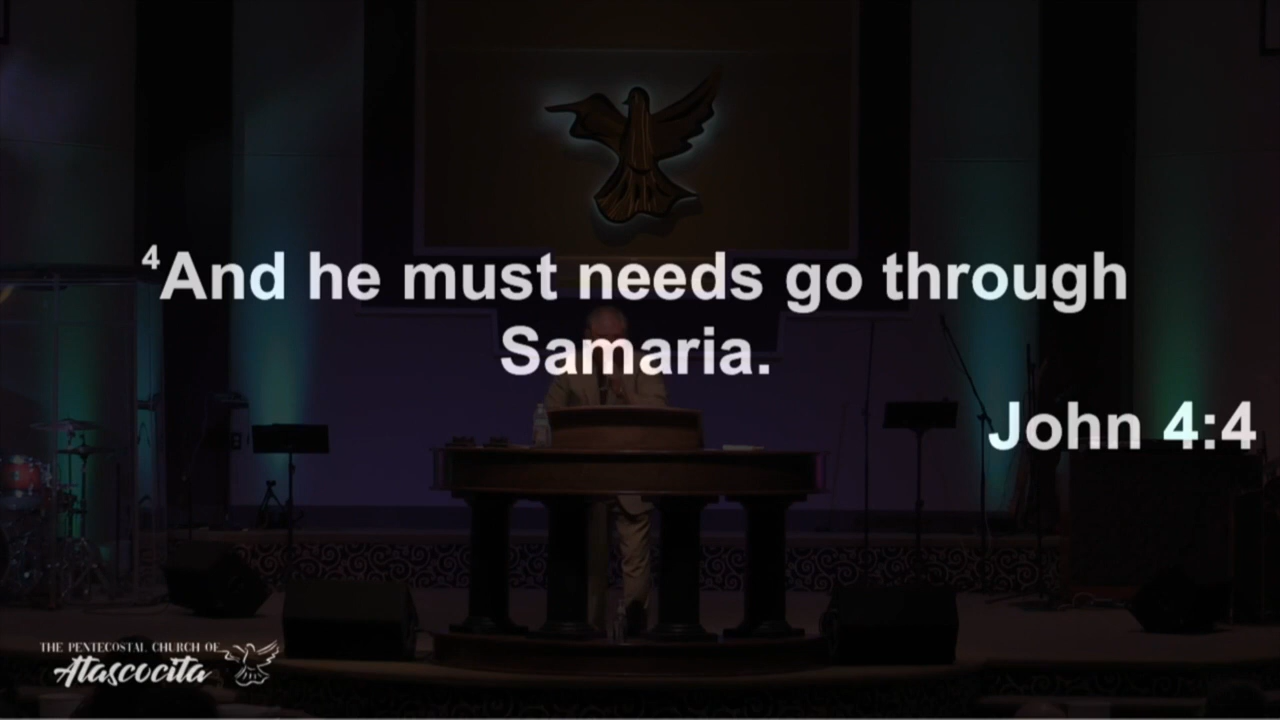 ⁴And he must needs go through
Samaria.
John 4:4
THE PENTECOSTAL CHURCH OF
Atascocita